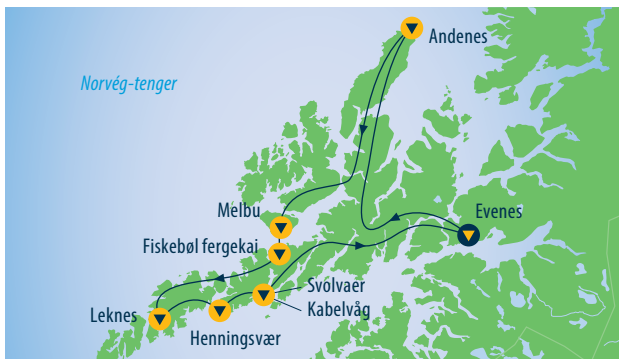 Andenes
Norvég-tenger
Melbu
Evenes
Fiskebøl fergekai
Svolvaer
Kabelvåg
Leknes
Henningsvær